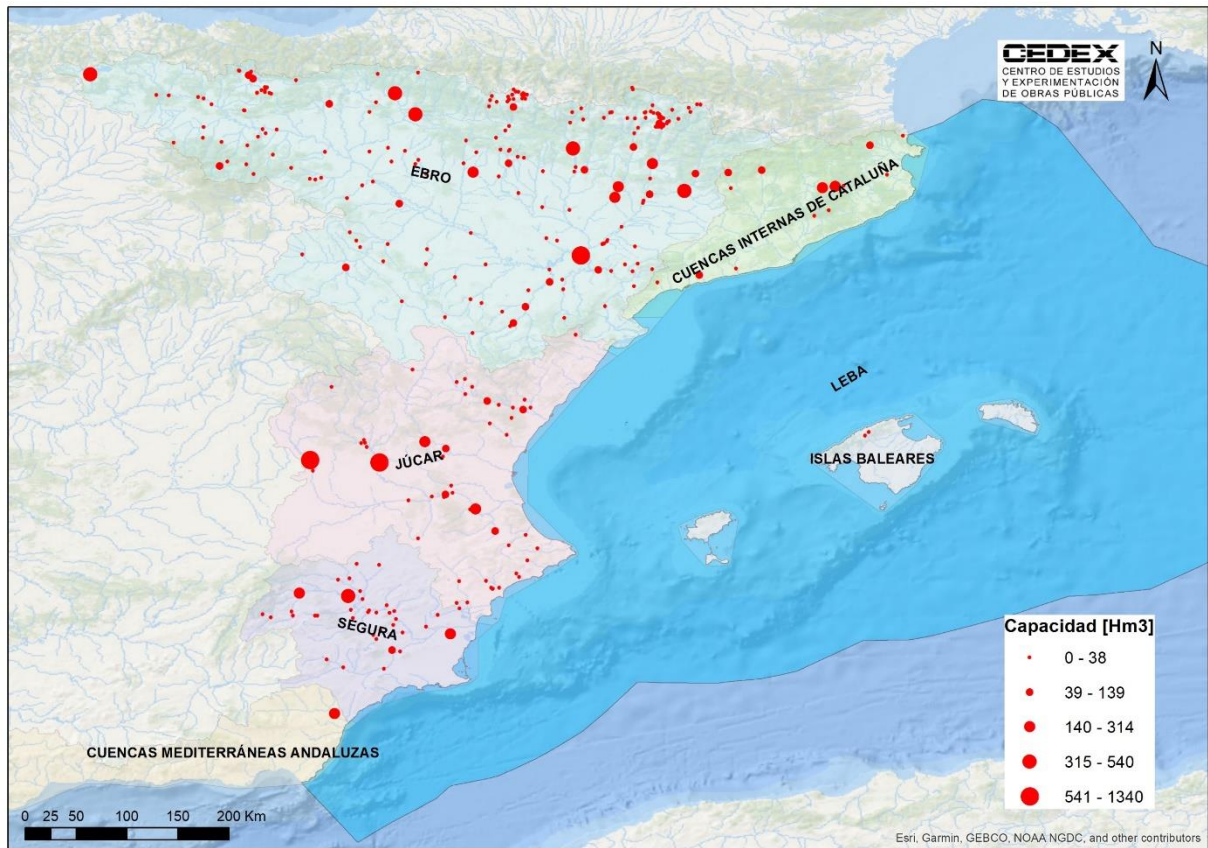 CEDEX
CENTRO DE ESTUDIOS
Y EXPERIMENTACIÓN
DE OBRAS PÚBLICAS
N
EBRO
CUENCAS INTERNAS DE CATALUÑA
LEBA
JÚCAR
ISLAS BALEARES
SEGURA
CUENCAS MEDITERRÁNEAS ANDALUZAS
Capacidad [Hm3]
0 - 38
39 - 139
140 - 314
315 - 540
541 - 1340
0 25 50 100 150 200 Km
Esri, Garmin, GEBCO, NOAA NGDC, and other contributors